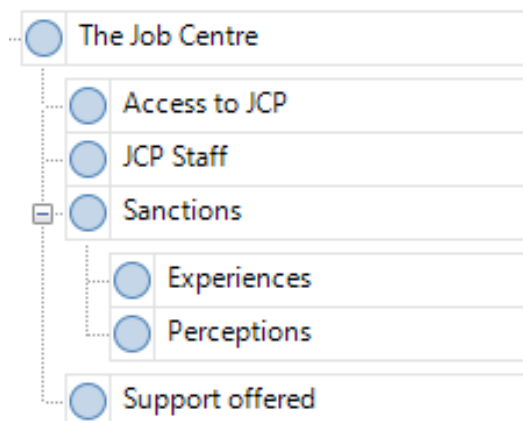 The Job Centre
Access to JCP
JCP Staff
Sanctions
Experiences
Perceptions
Support offered